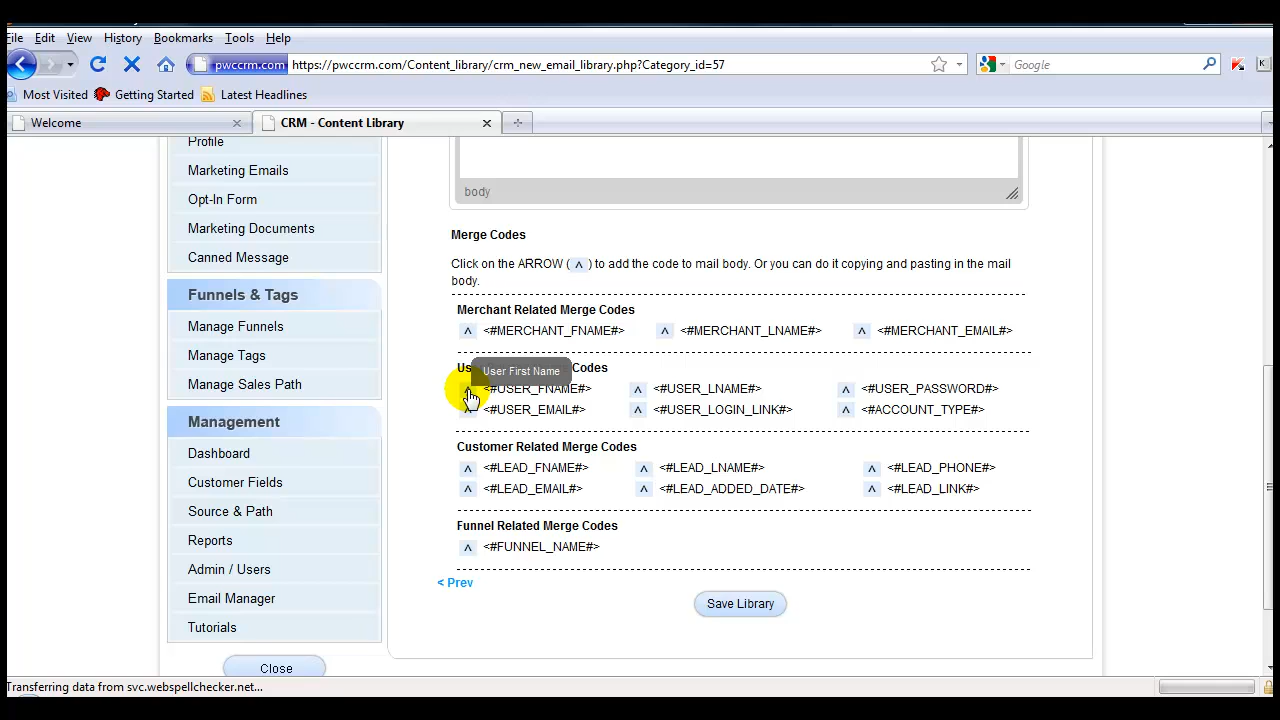 File Edit View History Bookmarks Tools Help
pwccrm.com https://pwccrm.com/Content_library/crm_new_email_library.php?Category_id=57 Google
Most Visited Getting Started Latest Headlines
Welcome CRM - Content Library
Profile
Marketing Emails
Opt-In Form
Marketing Documents
Canned Message
Funnels & Tags
Manage Funnels
Manage Tags
Manage Sales Path
Management
Dashboard
Customer Fields
Source & Path
Reports
Admin / Users
Email Manager
Tutorials
Close
body
Merge Codes
Click on the ARROW ( ^ ) to add the code to mail body. Or you can do it copying and pasting in the mail
body.
Merchant Related Merge Codes
^ <#MERCHANT_FNAME#> ^ <#MERCHANT_LNAME#> ^ <#MERCHANT_EMAIL#>
User First Name
Codes
^ <#USER_FNAME#> ^ <#USER_LNAME#> ^ <#USER_PASSWORD#>
^ <#USER_EMAIL#> ^ <#USER_LOGIN_LINK#> ^ <#ACCOUNT_TYPE#>
Customer Related Merge Codes
^ <#LEAD_FNAME#> ^ <#LEAD_LNAME#> ^ <#LEAD_PHONE#>
^ <#LEAD_EMAIL#> ^ <#LEAD_ADDED_DATE#> ^ <#LEAD_LINK#>
Funnel Related Merge Codes
^ <#FUNNEL_NAME#>
< Prev
Save Library
Transferring data from svc.webspellchecker.net...